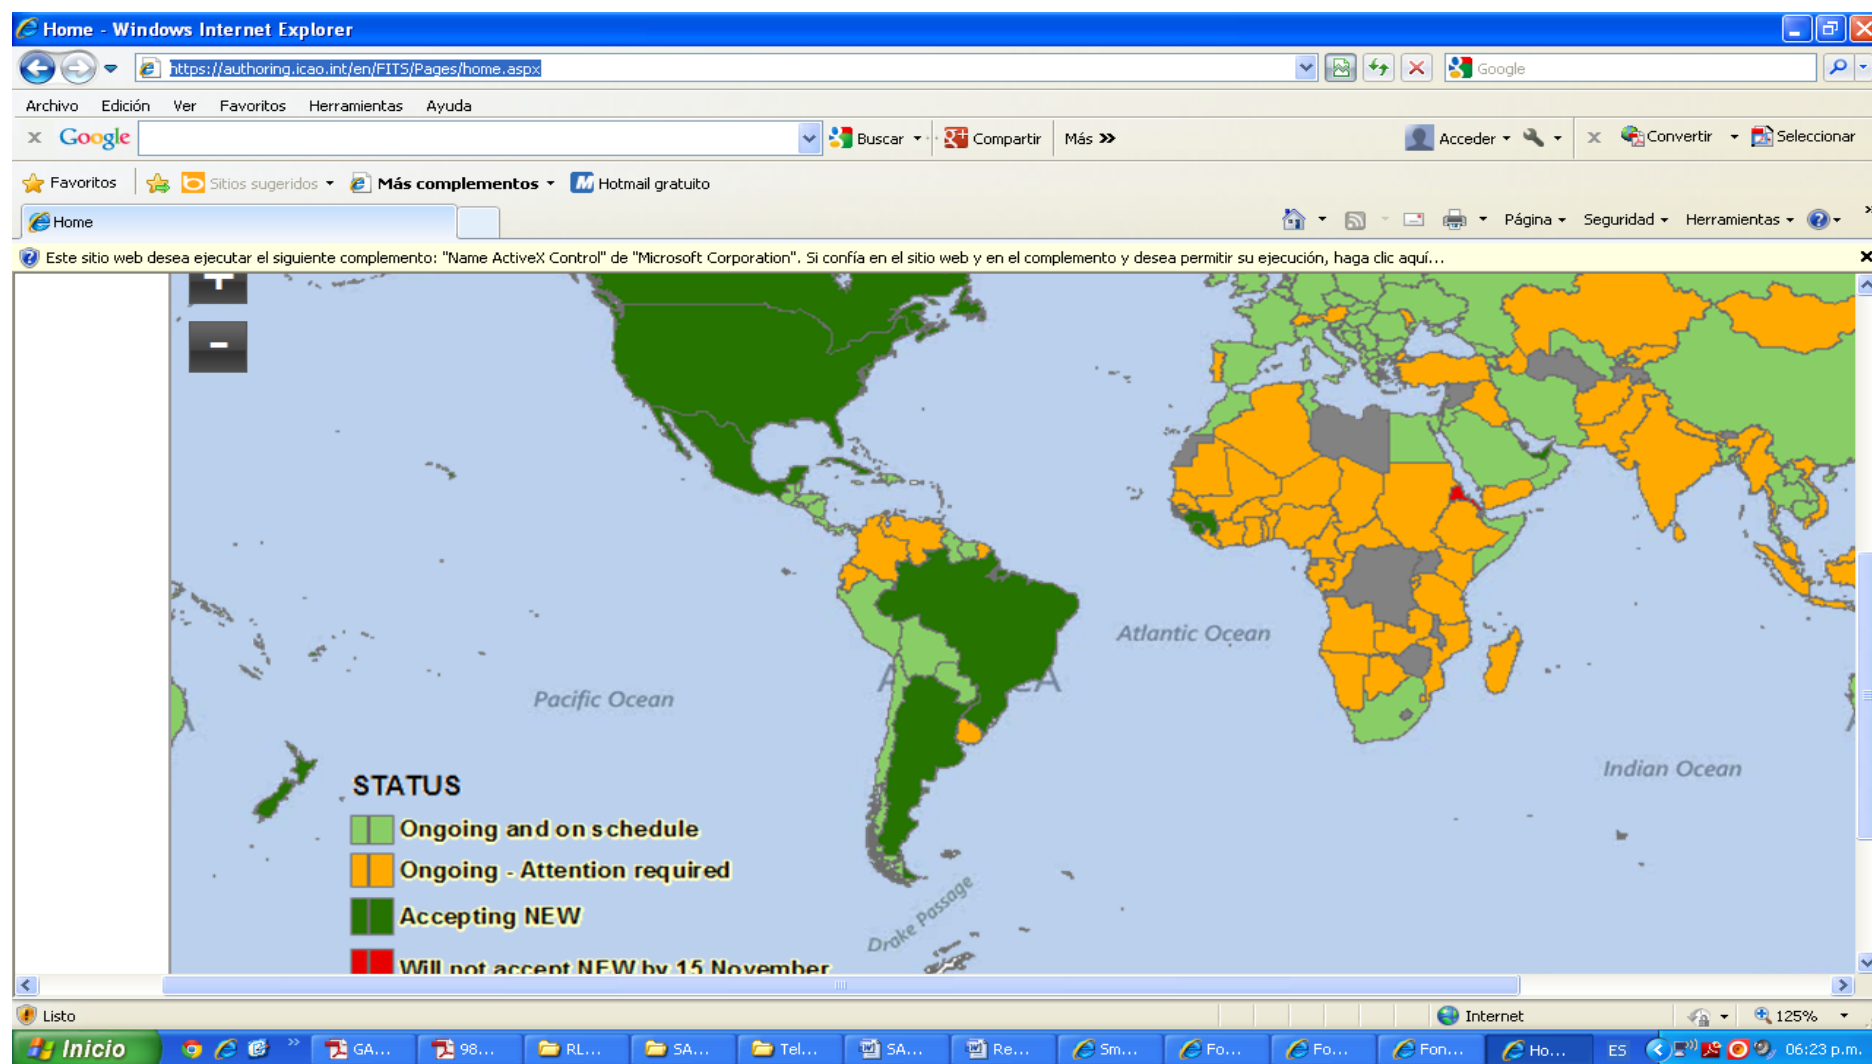 Home - Windows Internet Explorer
https://authoring.icao.int/en/FITS/Pages/home.aspx
Google
Archivo Edición Ver Favoritos Herramientas Ayuda
x Google Buscar Compartir Más >> Acceder x Convertir Seleccionar
Favoritos Sitios sugeridos Más complementos Hotmail gratuito
Home Página Seguridad Herramientas
Este sitio web desea ejecutar el siguiente complemento: "Name ActiveX Control" de "Microsoft Corporation". Si confía en el sitio web y en el complemento y desea permitir su ejecución, haga clic aquí...
+
-
Atlantic Ocean
Pacific Ocean
Indian Ocean
Drake Passage
STATUS
Ongoing and on schedule
Ongoing - Attention required
Accepting NEW
Will not accept NEW by 15 November
Listo Internet 125%
Inicio GA... 98... RL... SA... Tel... SA... Re... Sm... Fo... Fo... Fon... Ho... ES 06:23 p.m.